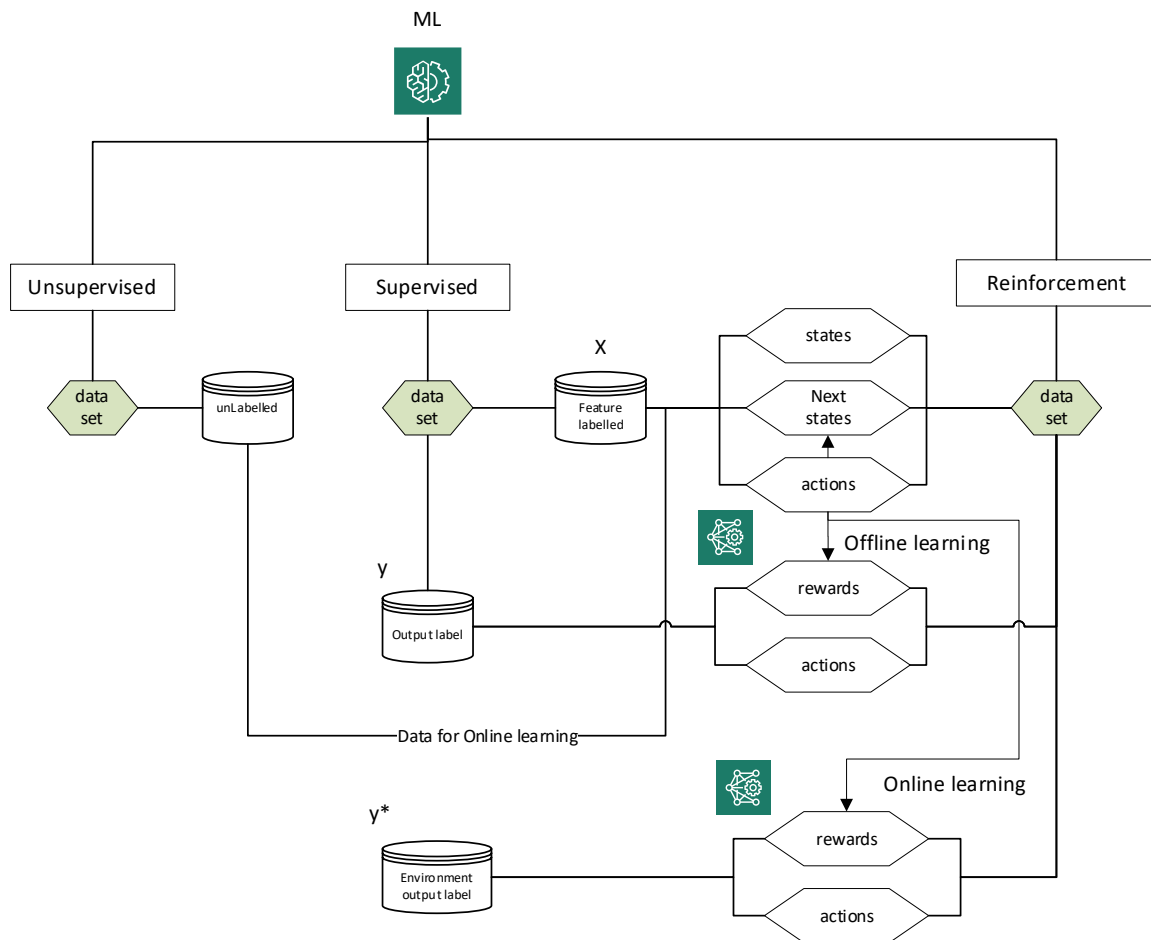 ML
Unsupervised
Supervised
Reinforcement
states
X
data
set
unLabelled
data
set
Feature
labelled
Next
states
data
set
actions
Offline learning
y
rewards
Output label
actions
Data for Online learning
Online learning
y*
rewards
Environment
output label
actions